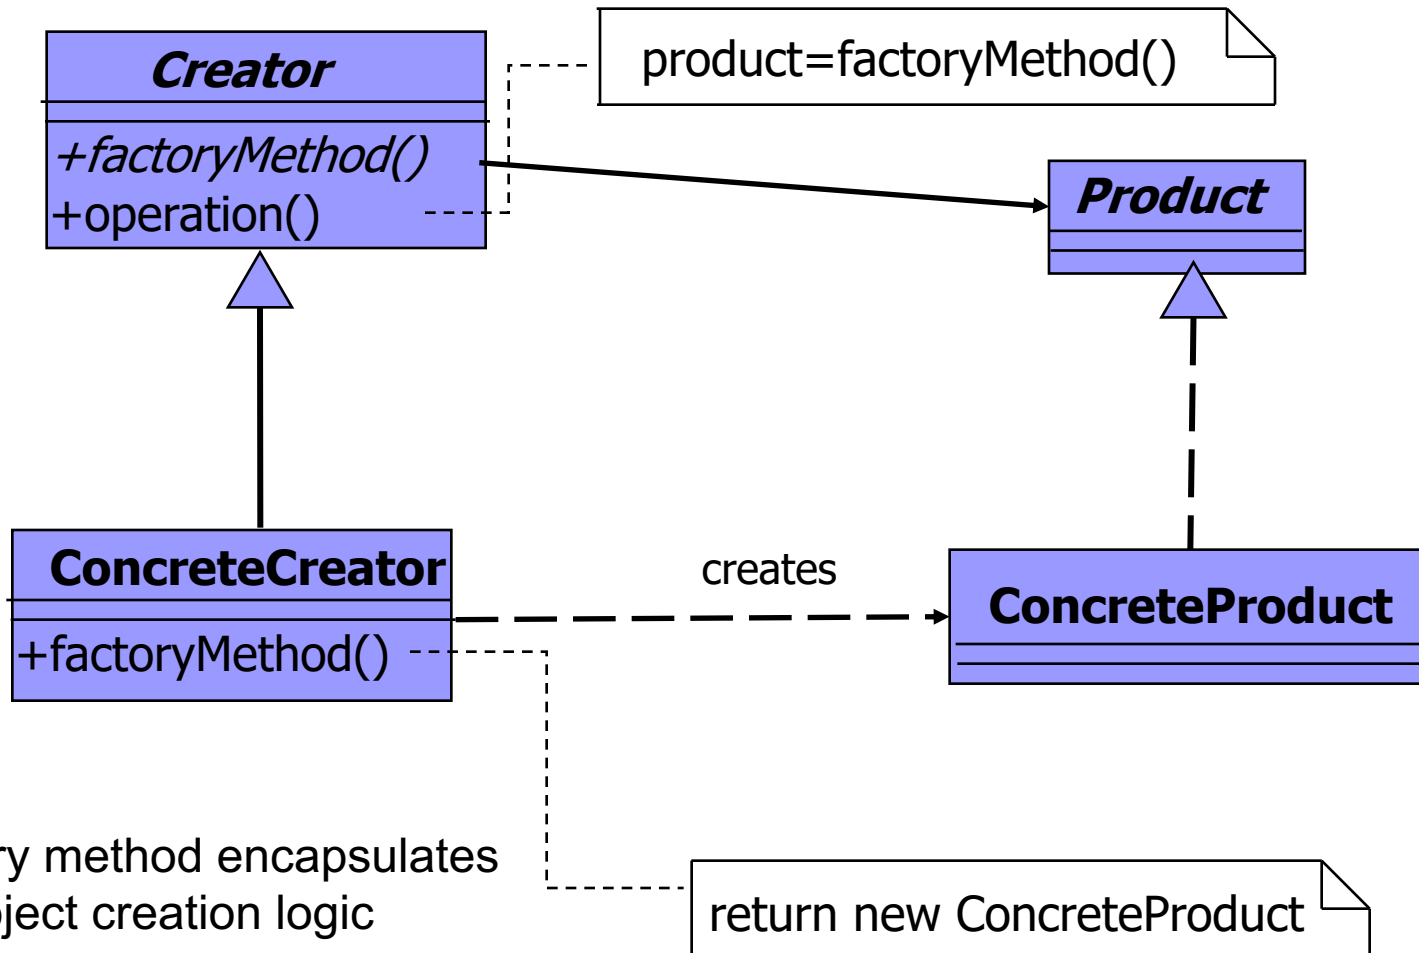 Creator
+factoryMethod()
+operation()
product=factoryMethod()
Product
ConcreteCreator
+factoryMethod()
creates
ConcreteProduct
method encapsulates
creation logic
return new ConcreteProduct